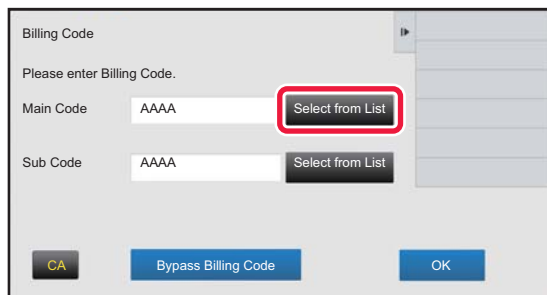 Billing Code
Please enter Billing Code.
Main Code AAAA Select from List
Sub Code AAAA Select from List
CA Bypass Billing Code OK